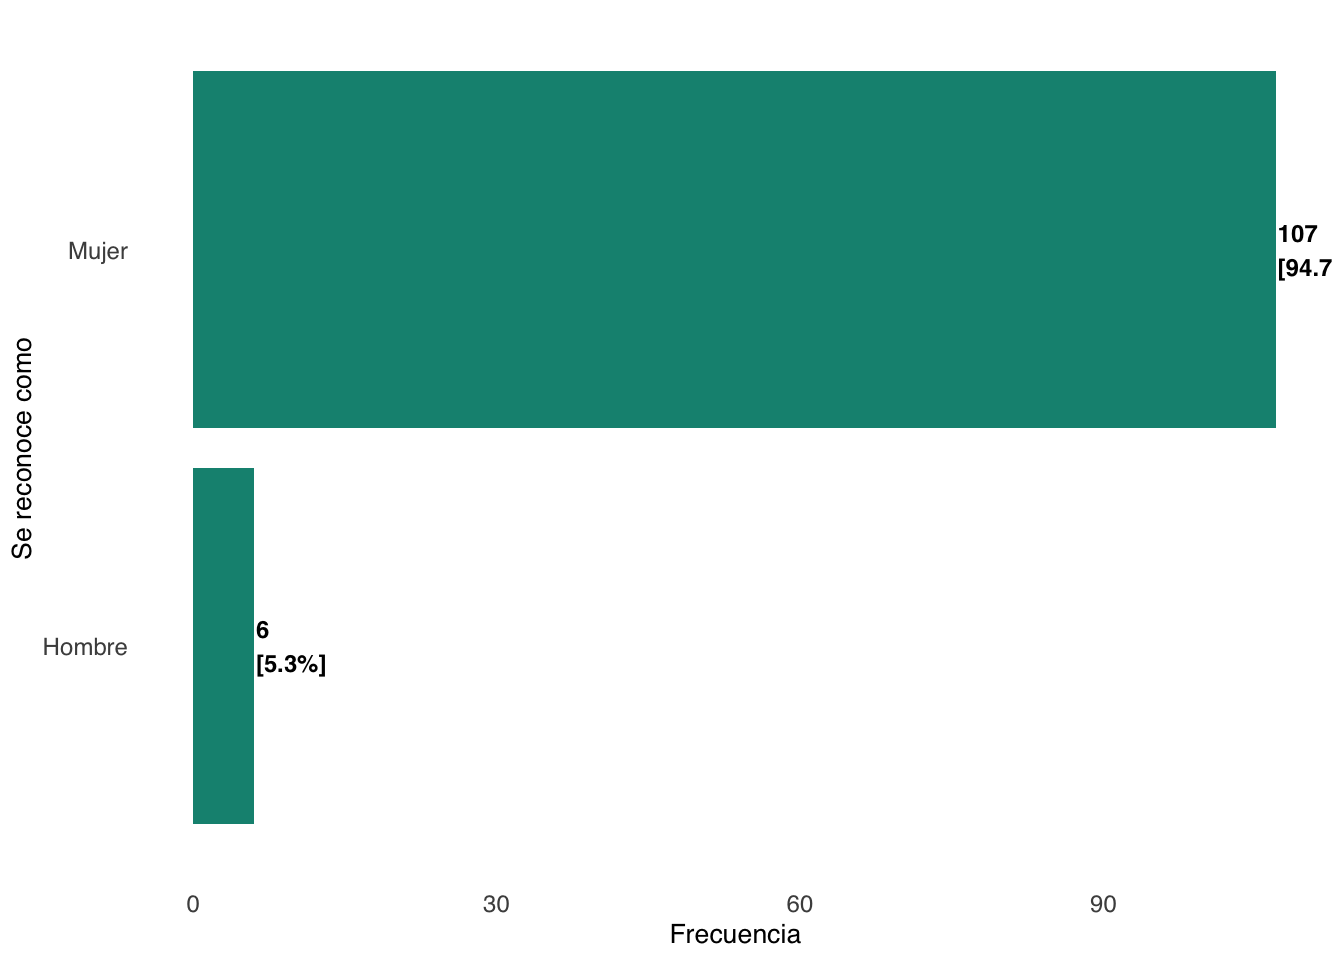 Mujer
107
[94.7
Se reconoce como
Hombre
6
[5.3%]
0 30 60 90
Frecuencia